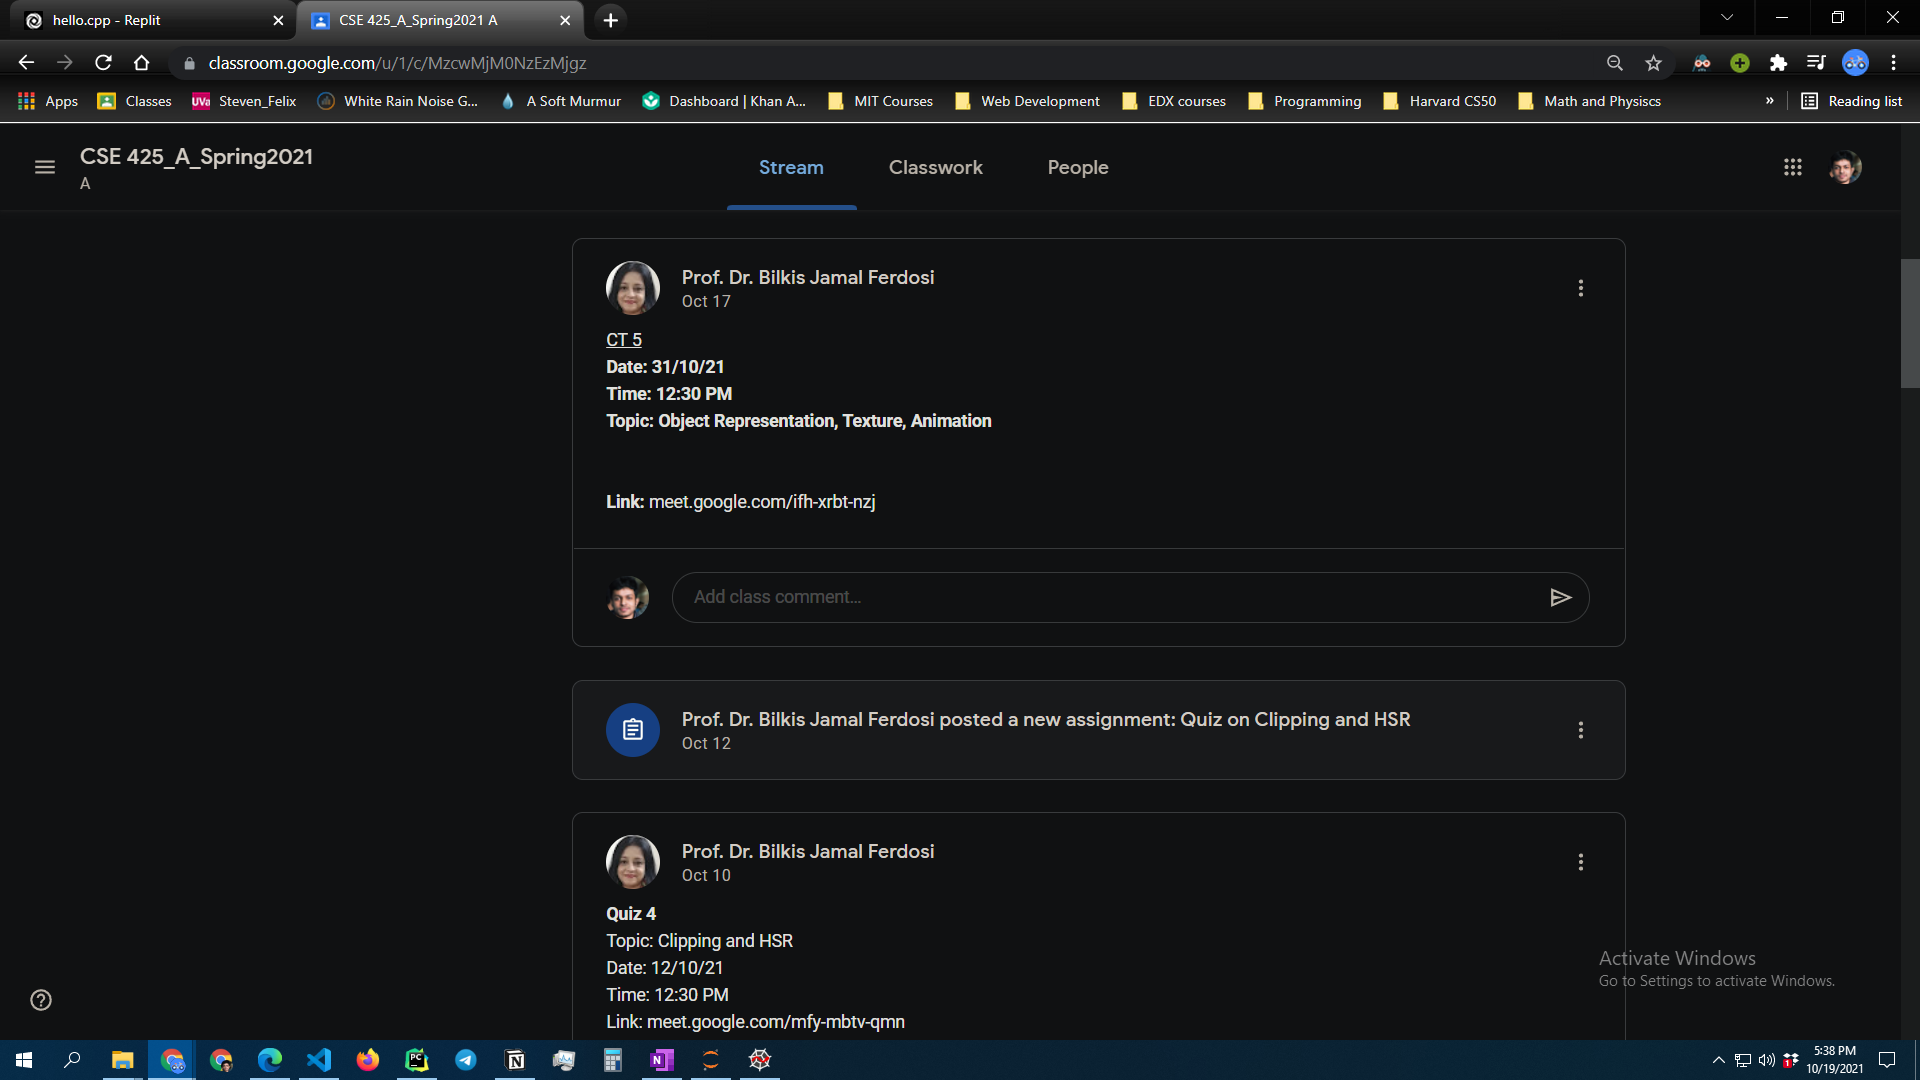 hello.cpp - Replit
CSE 425_A_Spring2021 A
classroom.google.com/u/1/c/MzcwMjM0NzEzMjgz
Apps
Classes
UVa Steven_Felix
White Rain Noise G...
A Soft Murmur
Dashboard | Khan A...
MIT Courses
Web Development
EDX courses
Programming
Harvard CS50
Math and Physiscs
»
Reading list
CSE 425_A_Spring2021
A
Stream
Classwork
People
Prof. Dr. Bilkis Jamal Ferdosi
Oct 17
CT 5
Date: 31/10/21
Time: 12:30 PM
Topic: Object Representation, Texture, Animation
Link: meet.google.com/ifh-xrbt-nzj
Add class comment...
Prof. Dr. Bilkis Jamal Ferdosi posted a new assignment: Quiz on Clipping and HSR
Oct 12
Prof. Dr. Bilkis Jamal Ferdosi
Oct 10
Quiz 4
Topic: Clipping and HSR
Date: 12/10/21
Time: 12:30 PM
Link: meet.google.com/mfy-mbtv-qmn
Activate Windows
Go to Settings to activate Windows.
5:38 PM
10/19/2021